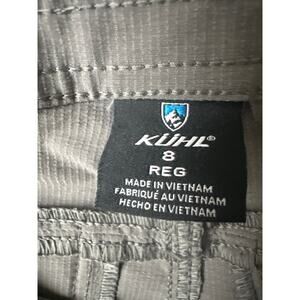 KÜHL®
8
REG
MADE IN VIETNAM
FABRIQUÉ AU VIETNAM
HECHO EN VIETNAM